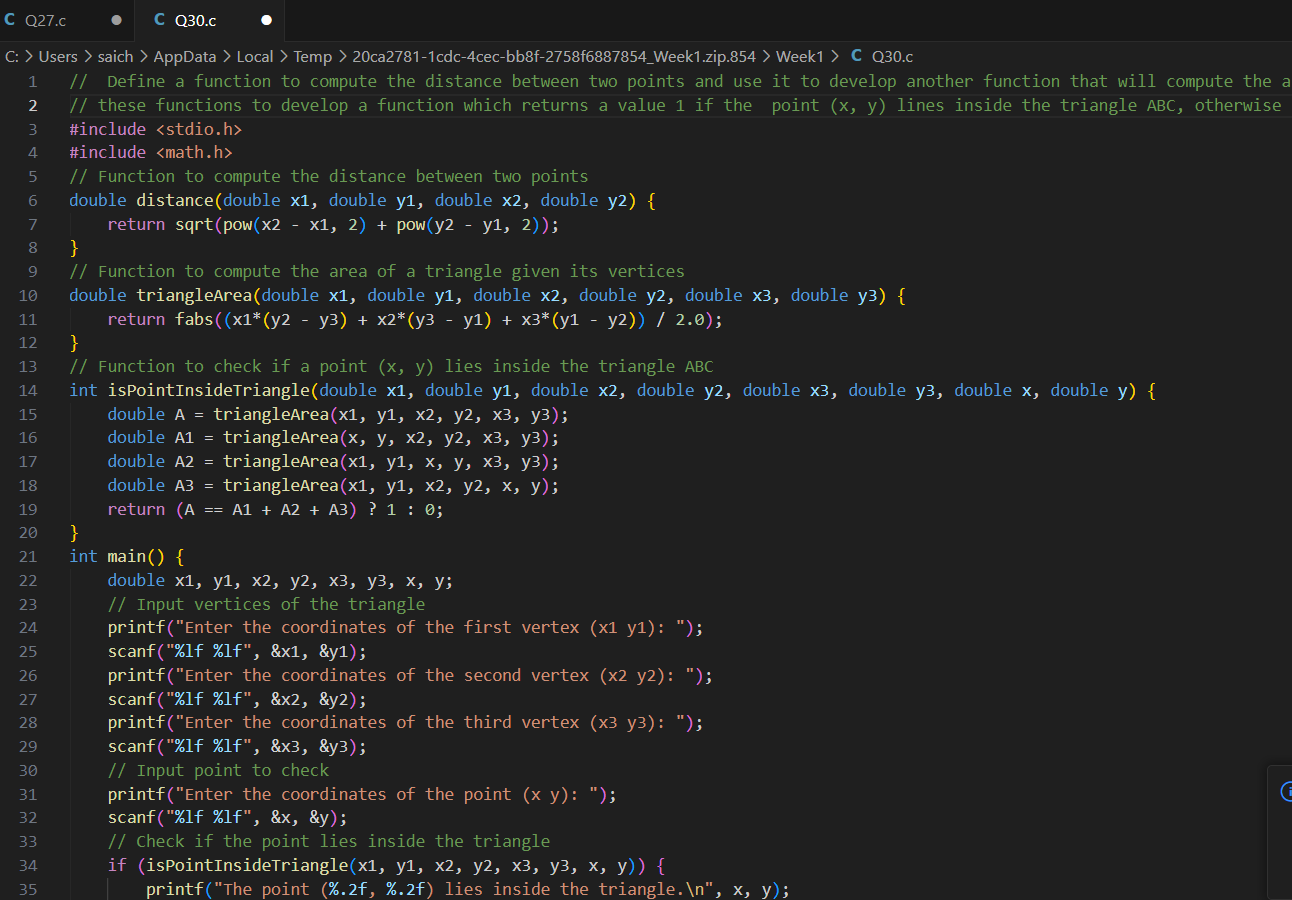 C Q27.c ● C Q30.c ●
C: > Users > saich > AppData > Local > Temp > 20ca2781-1cdc-4cec-bb8f-2758f6887854_Week1.zip.854 > Week1 > C Q30.c
1 //  Define a function to compute the distance between two points and use it to develop another function that will compute the a
2 // these functions to develop a function which returns a value 1 if the  point (x, y) lines inside the triangle ABC, otherwise
3 #include <stdio.h>
4 #include <math.h>
5 // Function to compute the distance between two points
6 double distance(double x1, double y1, double x2, double y2) {
7     return sqrt(pow(x2 - x1, 2) + pow(y2 - y1, 2));
8 }
9 // Function to compute the area of a triangle given its vertices
10 double triangleArea(double x1, double y1, double x2, double y2, double x3, double y3) {
11     return fabs((x1*(y2 - y3) + x2*(y3 - y1) + x3*(y1 - y2)) / 2.0);
12 }
13 // Function to check if a point (x, y) lies inside the triangle ABC
14 int isPointInsideTriangle(double x1, double y1, double x2, double y2, double x3, double y3, double x, double y) {
15     double A = triangleArea(x1, y1, x2, y2, x3, y3);
16     double A1 = triangleArea(x, y, x2, y2, x3, y3);
17     double A2 = triangleArea(x1, y1, x, y, x3, y3);
18     double A3 = triangleArea(x1, y1, x2, y2, x, y);
19     return (A == A1 + A2 + A3) ? 1 : 0;
20 }
21 int main() {
22     double x1, y1, x2, y2, x3, y3, x, y;
23     // Input vertices of the triangle
24     printf("Enter the coordinates of the first vertex (x1 y1): ");
25     scanf("%lf %lf", &x1, &y1);
26     printf("Enter the coordinates of the second vertex (x2 y2): ");
27     scanf("%lf %lf", &x2, &y2);
28     printf("Enter the coordinates of the third vertex (x3 y3): ");
29     scanf("%lf %lf", &x3, &y3);
30     // Input point to check
31     printf("Enter the coordinates of the point (x y): ");
32     scanf("%lf %lf", &x, &y);
33     // Check if the point lies inside the triangle
34     if (isPointInsideTriangle(x1, y1, x2, y2, x3, y3, x, y)) {
35         printf("The point (%.2f, %.2f) lies inside the triangle.\n", x, y);